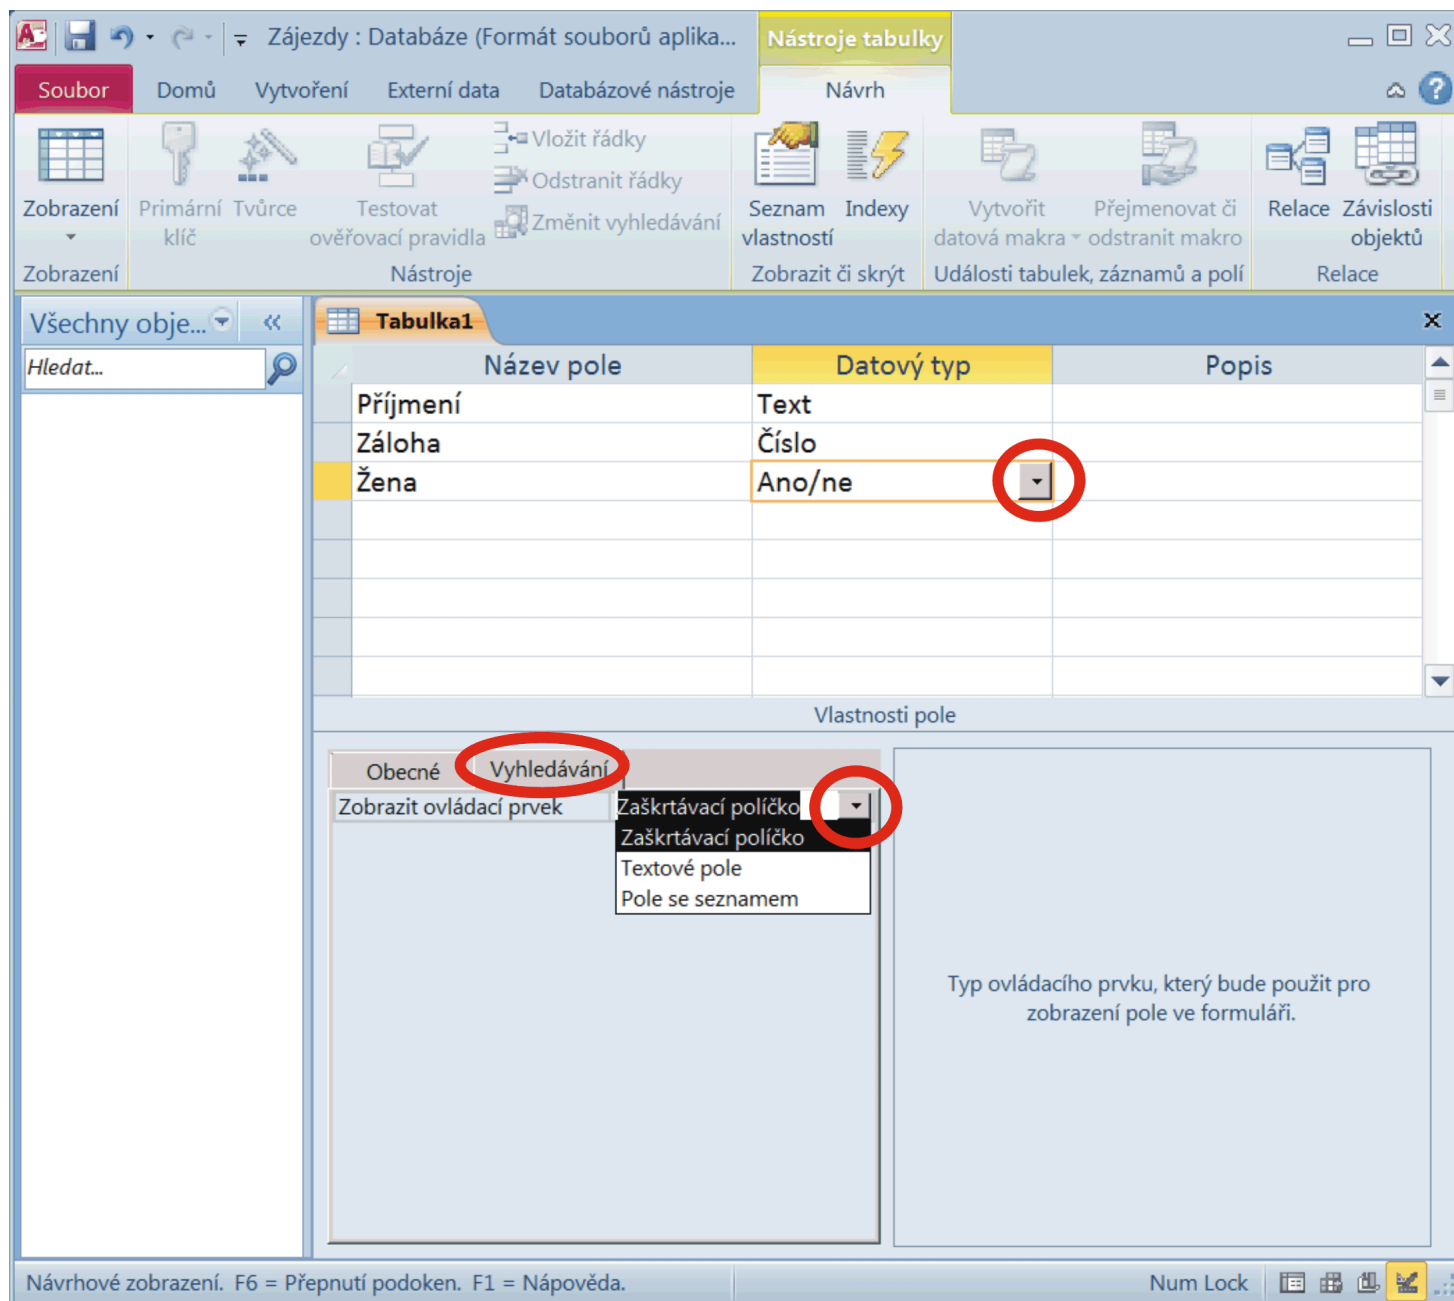 Zájezdy : Databáze (Formát souborů aplika...
Nástroje tabulky
Soubor
Domů
Vytvoření
Externí data
Databázové nástroje
Návrh
Zobrazení
Primární
klíč
Tvůrce
Testovat
ověřovací pravidla
Vložit řádky
Odstranit řádky
Změnit vyhledávání
Seznam
vlastností
Indexy
Vytvořit
datová makra
Přejmenovat či
odstranit makro
Relace
Závislosti
objektů
Zobrazení
Nástroje
Zobrazit či skrýt
Události tabulek, záznamů a polí
Relace
Všechny obje...
Hledat...
Tabulka1
Název pole
Datový typ
Popis
Příjmení
Text
Záloha
Číslo
Žena
Ano/ne
Vlastnosti pole
Obecné
Vyhledávání
Zobrazit ovládací prvek
Zaškrtávací políčko
Zaškrtávací políčko
Textové pole
Pole se seznamem
Typ ovládacího prvku, který bude použit pro
zobrazení pole ve formuláři.
Návrhové zobrazení. F6 = Přepnutí podoken. F1 = Nápověda.
Num Lock